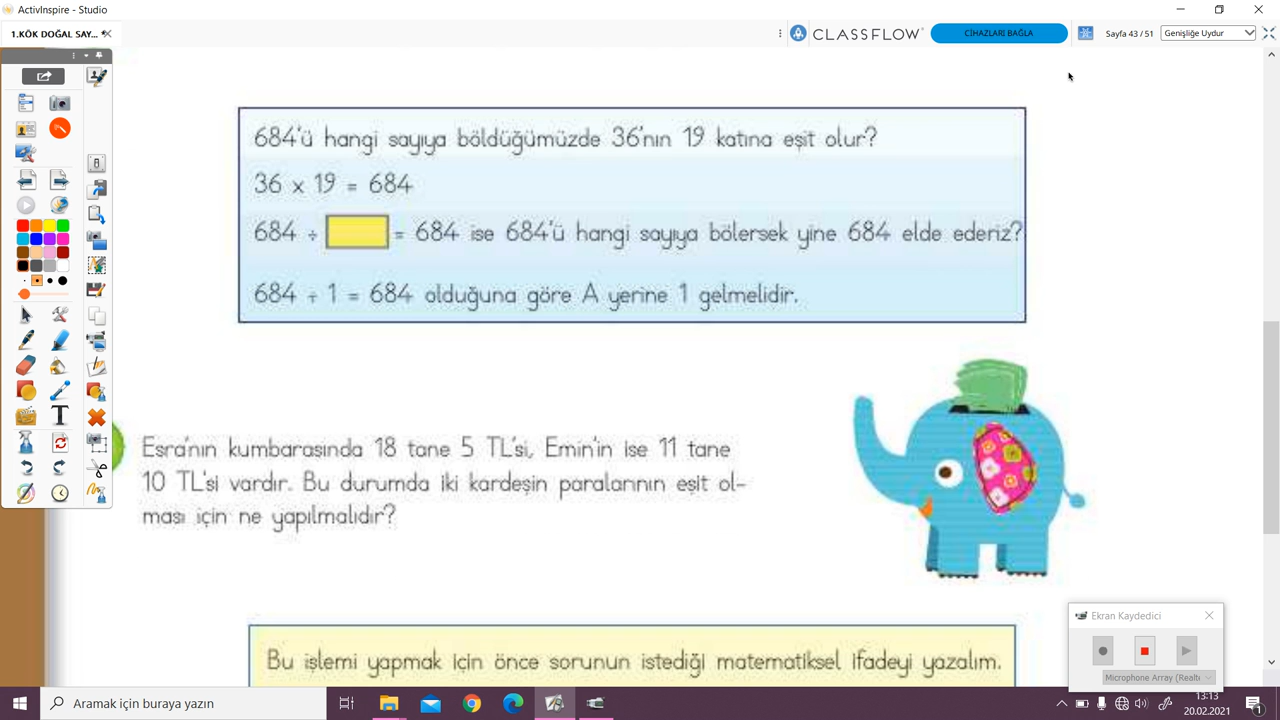 ActivInspire - Studio
1.KÖK DOĞAL SAY...
CLASSFLOW
CİHAZLARI BAĞLA
Sayfa 43 / 51
Genişliğe Uydur
684'ü hangi sayıya böldüğümüzde 36'nın 19 katına eşit olur?
36 x 19 = 684
684 ÷ = 684 ise 684'ü hangi sayıya bölersek yine 684 elde ederiz?
684 ÷ 1 = 684 olduğuna göre A yerine 1 gelmelidir.
Esra'nın kumbarasında 18 tane 5 TL'si, Emin'in ise 11 tane
10 TL'si vardır. Bu durumda iki kardeşin paralarının eşit ol-
ması için ne yapılmalıdır?
Ekran Kaydedici
Microphone Array (Realte
Bu işlemi yapmak için önce sorunun istediği matematiksel ifadeyi yazalım.
Aramak için buraya yazın
13:13
20.02.2021
1